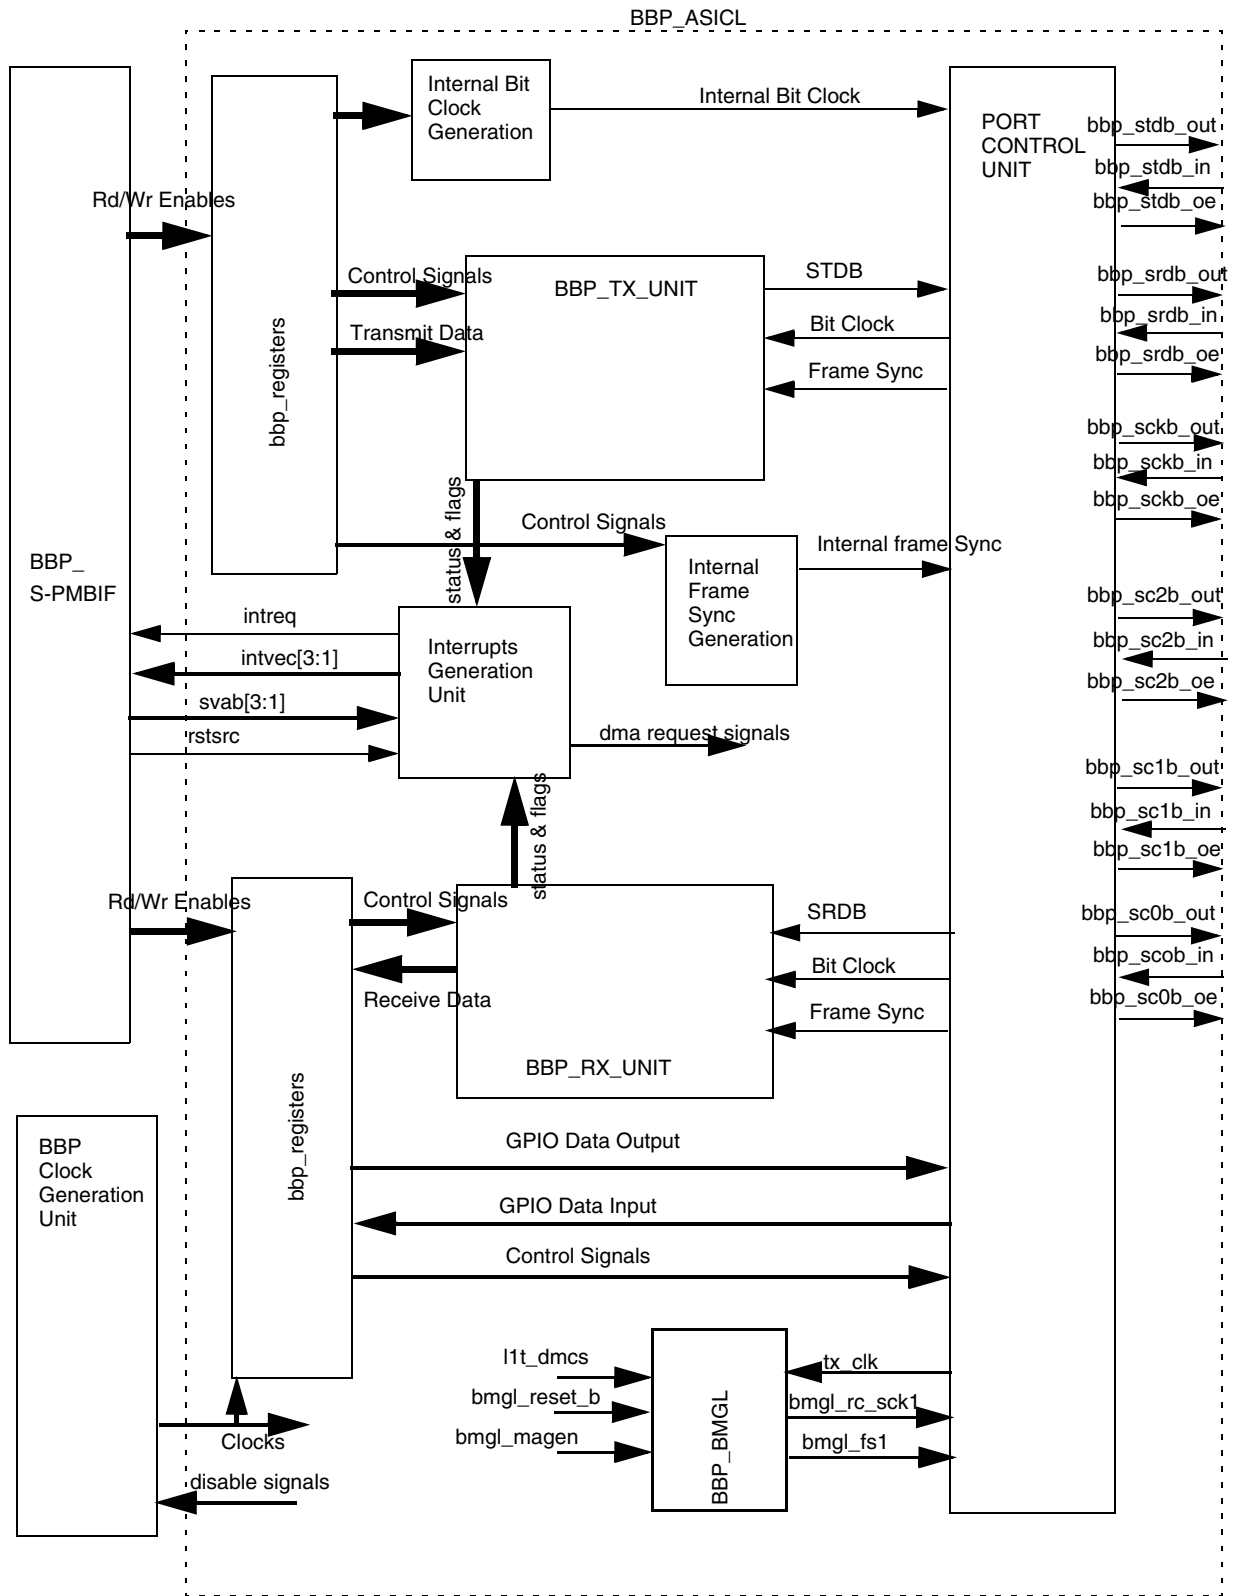 BBP_ASICL
Internal Bit
Clock
Generation
Internal Bit Clock
PORT
CONTROL
UNIT
bbp_stdb_out
bbp_stdb_in
bbp_stdb_oe
Rd/Wr Enables
Control Signals
Transmit Data
bbp_registers
BBP_TX_UNIT
STDB
Bit Clock
Frame Sync
bbp_srdb_out
bbp_srdb_in
bbp_srdb_oe
bbp_sckb_out
bbp_sckb_in
bbp_sckb_oe
status & flags
Control Signals
Internal frame Sync
Internal
Frame
Sync
Generation
BBP_
S-PMBIF
intreq
intvec[3:1]
svab[3:1]
rstsrc
Interrupts
Generation
Unit
dma request signals
bbp_sc2b_out
bbp_sc2b_in
bbp_sc2b_oe
bbp_sc1b_out
bbp_sc1b_in
bbp_sc1b_oe
status & flags
Rd/Wr Enables
Control Signals
Receive Data
SRDB
Bit Clock
Frame Sync
BBP_RX_UNIT
bbp_sc0b_out
bbp_scob_in
bbp_sc0b_oe
bbp_registers
BBP
Clock
Generation
Unit
GPIO Data Output
GPIO Data Input
Control Signals
l1t_dmcs
bmgl_reset_b
bmgl_magen
BBP_BMGL
tx_clk
bmgl_rc_sck1
bmgl_fs1
Clocks
disable signals